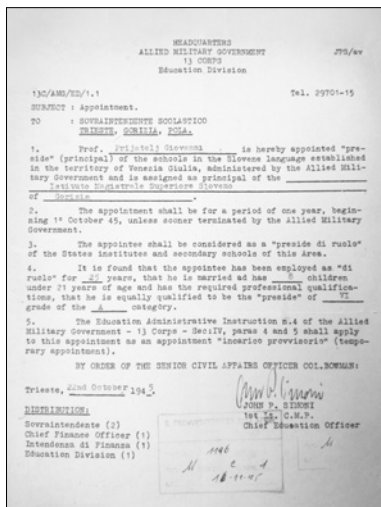 HEADQUARTERS
ALLIED MILITARY GOVERNMENT JPS/av
13 CORPS
Education Division
13C/AMG/ED/1.1 Tel. 29701-15
SUBJECT : Appointment.
TO : SOVRAINTENDENTE SCOLASTICO
TRIESTE, GORIZIA, POLA.
1. Prof. Prijatelj Giovanni . is hereby appointed "pre-
side" (principal) of the schools in the Slovene language established
in the territory of Venezia Giulia, administered by the Allied Mili-
tary Government and is assigned as principal of the
Istituto Magistrale Superiore Sloveno
of Gorizia .
2. The appointment shall be for a period of one year, begin-
ning 1° October 45, unless sooner terminated by the Allied Military
Government.
3. The appointee shall be considered as a "preside di ruolo"
of the States institutes and secondary schools of this Area.
4. It is found that the appointee has been employed as "di
ruolo" for 25 years, that he is married ad has 8 children
under 21 years of age and has the required professional qualifica-
tions, that he is equally qualified to be the "preside" of VI
grade of the A category.
5. The Education Administrative Instruction n.4 of the Allied
Military Government - 13 Corps - Sec:IV, paras 4 and 5 shall apply
to this appointment as an appointment "incarico provvisorio" (tempo-
rary appointment).
BY ORDER OF THE SENIOR CIVIL AFFAIRS OFFICER COL.BOWMAN:
Trieste, 22nd October 1945.
JOHN P. SIMONI
1st Lt. C.M.P.
Chief Education Officer
DISTRIBUTION:
Sovraintendente (2)
Chief Finance Officer (1)
Intendenza di Finanza (1)
Education Division (1)